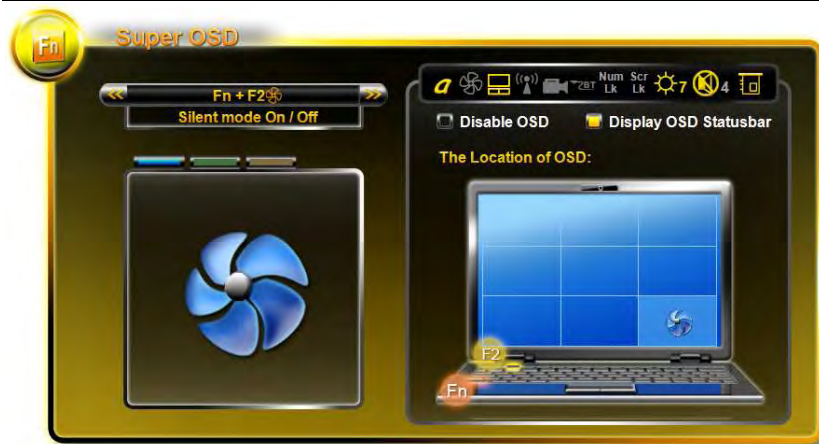 Fn
Super OSD
Fn + F2
Silent mode On / Off
a
2BT
Num Lk
Scr Lk
7
4
Disable OSD
Display OSD Statusbar
The Location of OSD:
F2
Fn